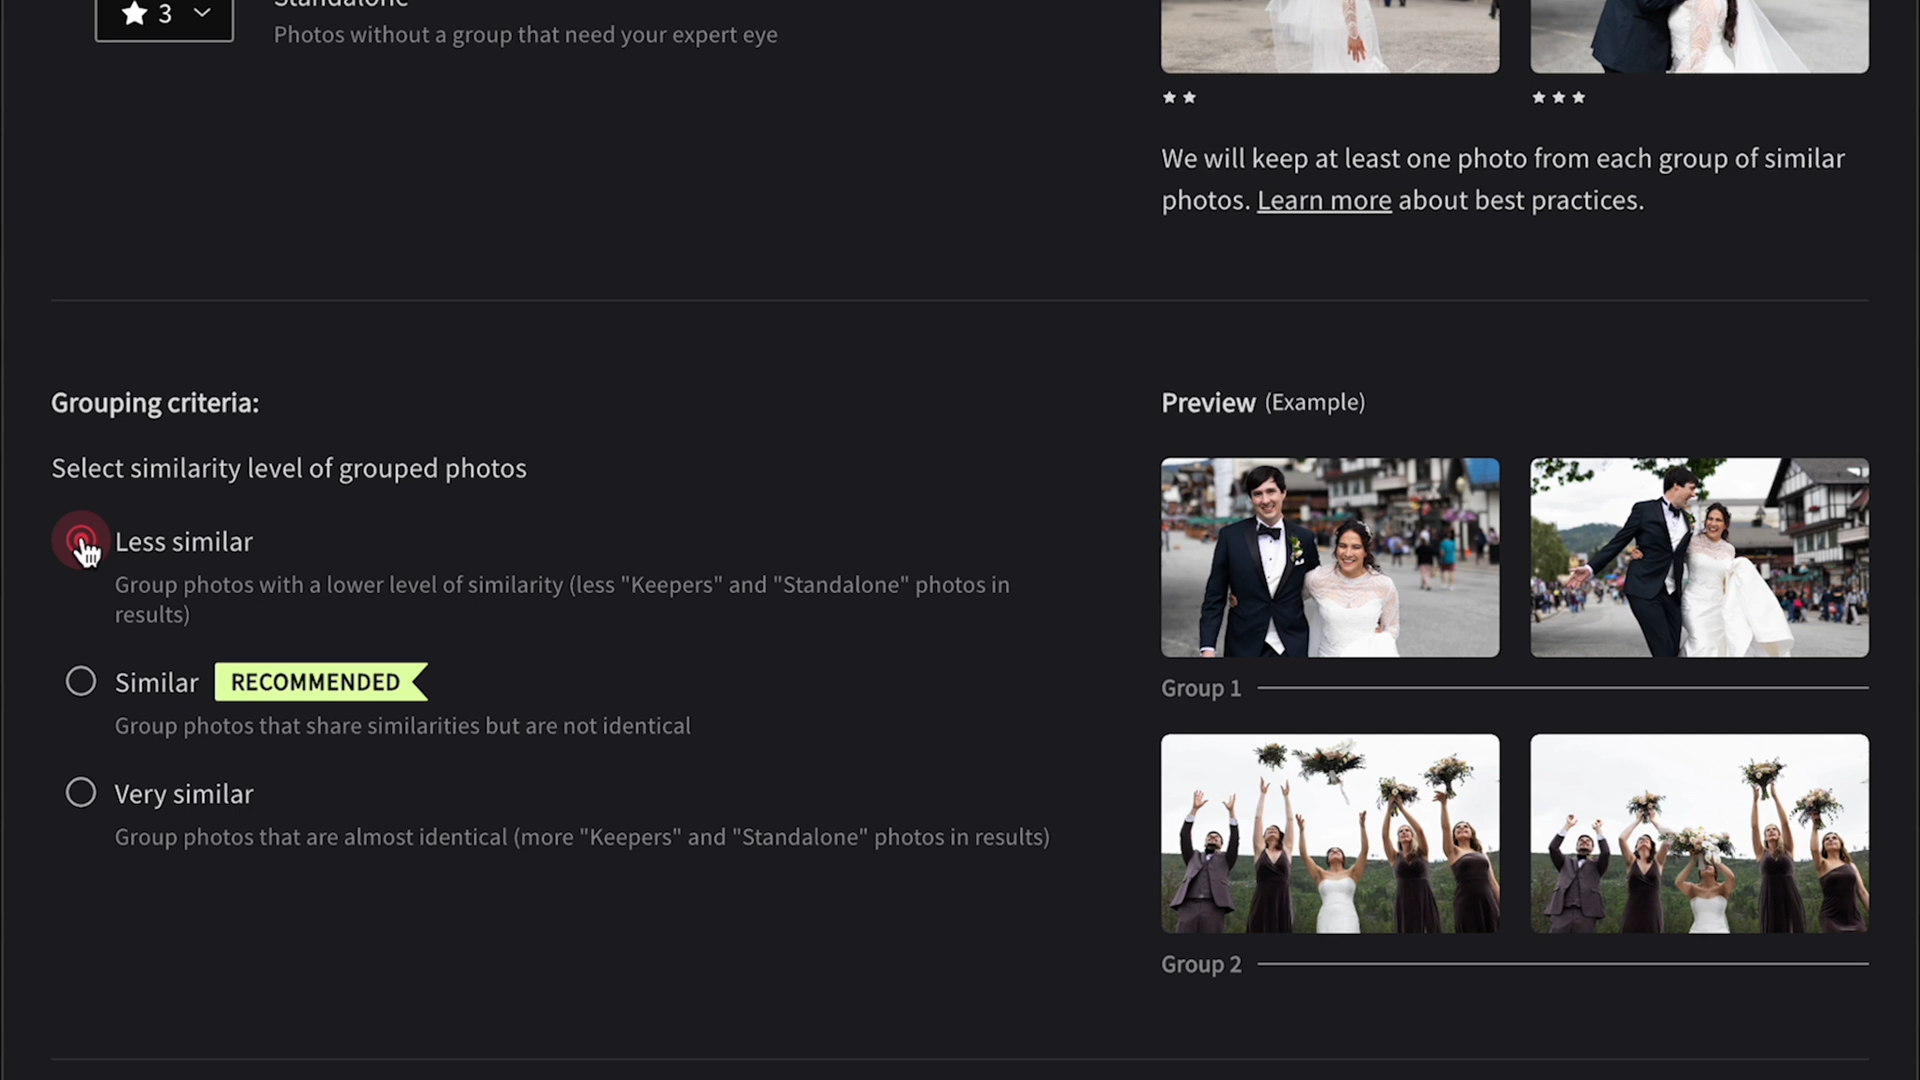 3
Standalone
Photos without a group that need your expert eye
We will keep at least one photo from each group of similar
photos. Learn more about best practices.
Grouping criteria:
Select similarity level of grouped photos
Less similar
Group photos with a lower level of similarity (less "Keepers" and "Standalone" photos in
results)
Similar RECOMMENDED
Group photos that share similarities but are not identical
Very similar
Group photos that are almost identical (more "Keepers" and "Standalone" photos in results)
Preview (Example)
Group 1
Group 2